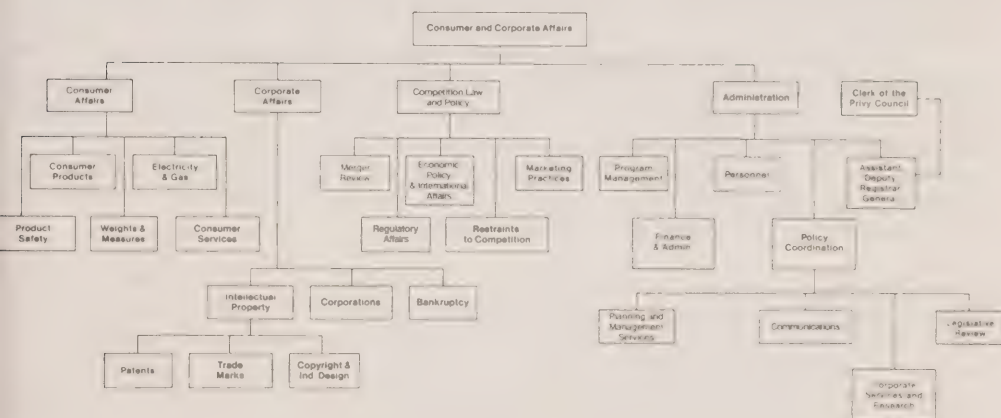 Consumer and Corporate Affairs
Consumer
Affairs
Corporate
Affairs
Competition Law
and Policy
Administration
Clerk of the
Privy Council
Consumer
Products
Electricity
& Gas
Product
Safety
Weights &
Measures
Consumer
Services
Merger
Review
Economic
Policy
& International
Affairs
Marketing
Practices
Regulatory
Affairs
Restraints
to Competition
Program
Management
Personnel
Assistant
Deputy
Registrar
General
Finance
& Admin
Policy
Coordination
Intellectual
Property
Corporations
Bankruptcy
Patents
Trade
Marks
Copyright &
Ind Design
Planning and
Management
Services
Communications
Legislative
Review
Corporate
Services and
Research